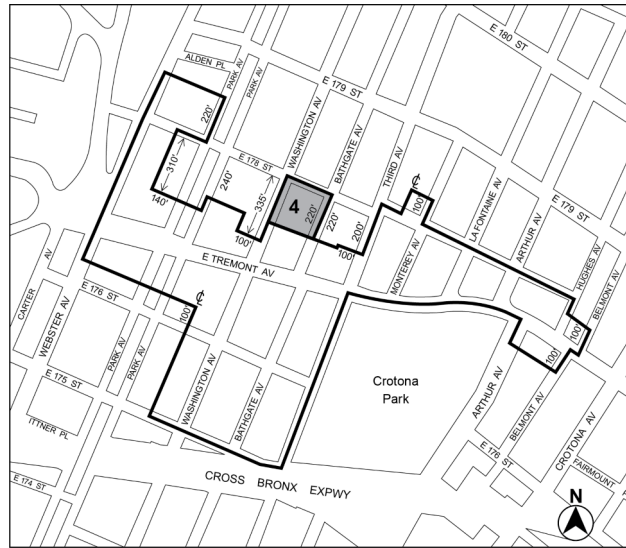 E 180 ST
ALDEN PL
PARK AV
PARK AV
E 179 ST
WASHINGTON AV
BATHGATE AV
THIRD AV
220'
310'
E 178 ST
240'
335'
140'
100'
4
220'
220'
200'
100'
℄
100'
LA FONTAINE AV
ARTHUR AV
E 179 ST
HUGHES AV
BELMONT AV
E TREMONT AV
MONTEREY AV
CARTER AV
WEBSTER AV
E 176 ST
100'
℄
100'
100'
PARK AV
PARK AV
E 175 ST
WASHINGTON AV
BATHGATE AV
Crotona
Park
ARTHUR AV
BELMONT AV
CROTONA AV
E 176 ST
FAIRMOUNT
ITTNER PL
E 174 ST
CROSS BRONX EXPWY
N